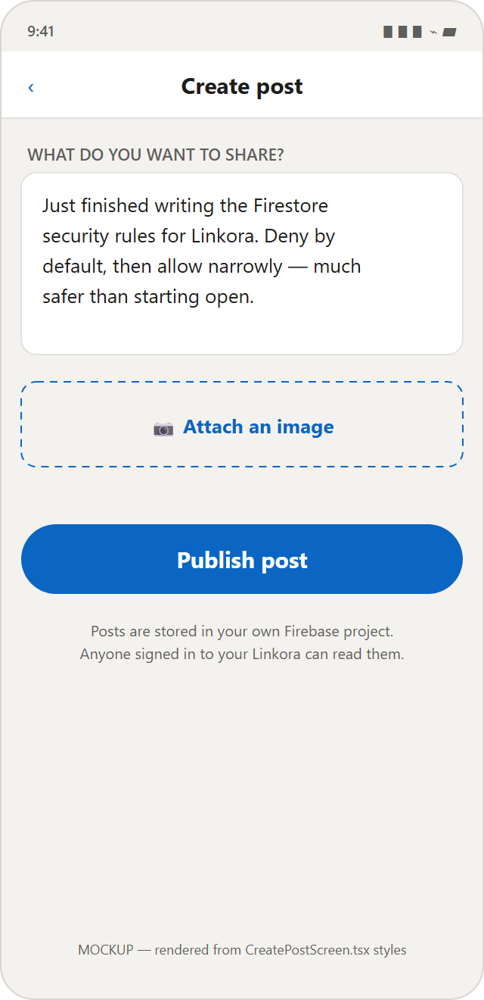 9:41
Create post
WHAT DO YOU WANT TO SHARE?
Just finished writing the Firestore
security rules for Linkora. Deny by
default, then allow narrowly — much
safer than starting open.
Attach an image
Publish post
Posts are stored in your own Firebase project.
Anyone signed in to your Linkora can read them.
MOCKUP — rendered from CreatePostScreen.tsx styles